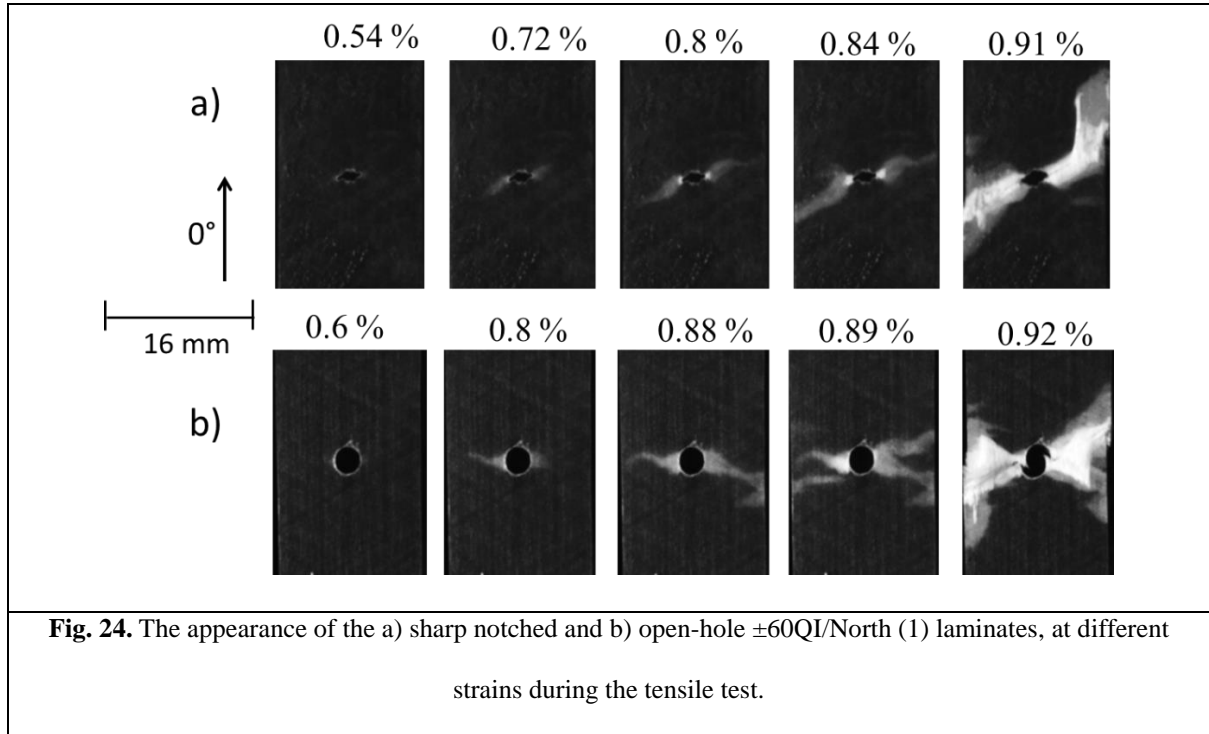 0.54 % 0.72 % 0.8 % 0.84 % 0.91 %
a)
0°
16 mm
0.6 % 0.8 % 0.88 % 0.89 % 0.92 %
b)
Fig. 24. The appearance of the a) sharp notched and b) open-hole ±60QI/North (1) laminates, at different
strains during the tensile test.